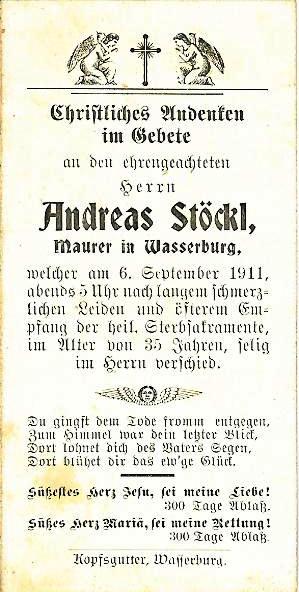 Christliches Andenken
im Gebete
an den ehrengeachteten
Herrn
Andreas Stöckl,
Maurer in Wasserburg,
welcher am 6. September 1911,
abends 5 Uhr nach langem schmerz-
lichen Leiden und öfterem Em-
pfang der heil. Sterbsakramente,
im Alter von 35 Jahren, selig
im Herrn verschied.
Du gingst dem Tode fromm entgegen,
Zum Himmel war dein letzter Blick,
Dort lohnet dich des Vaters Segen,
Dort blühet dir das ew'ge Glück.
Süßestes Herz Jesu, sei meine Liebe!
300 Tage Ablaß.
Süßes Herz Mariä, sei meine Rettung!
300 Tage Ablaß.
Kopfsgutter, Wasserburg.